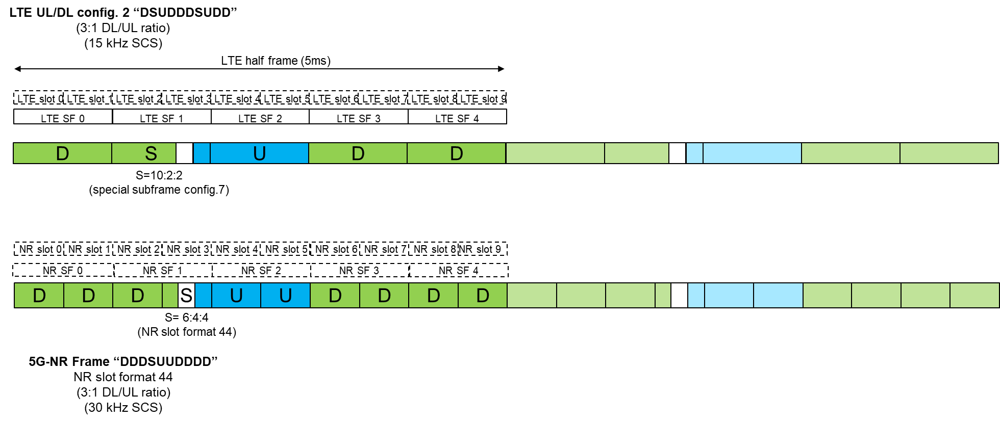 LTE UL/DL config. 2 “DSUDDDSUDD”
(3:1 DL/UL ratio)
(15 kHz SCS)
LTE half frame (5ms)
LTE slot 0 LTE slot 1 LTE slot 2 LTE slot 3 LTE slot 4 LTE slot 5 LTE slot 6 LTE slot 7 LTE slot 8 LTE slot 9
LTE SF 0 LTE SF 1 LTE SF 2 LTE SF 3 LTE SF 4
D S U D D
S=10:2:2
(special subframe config.7)
NR slot 0 NR slot 1 NR slot 2 NR slot 3 NR slot 4 NR slot 5 NR slot 6 NR slot 7 NR slot 8 NR slot 9
NR SF 0 NR SF 1 NR SF 2 NR SF 3 NR SF 4
D D D S U U D D D D
S= 6:4:4
(NR slot format 44)
5G-NR Frame “DDDSUUDDDD”
NR slot format 44
(3:1 DL/UL ratio)
(30 kHz SCS)